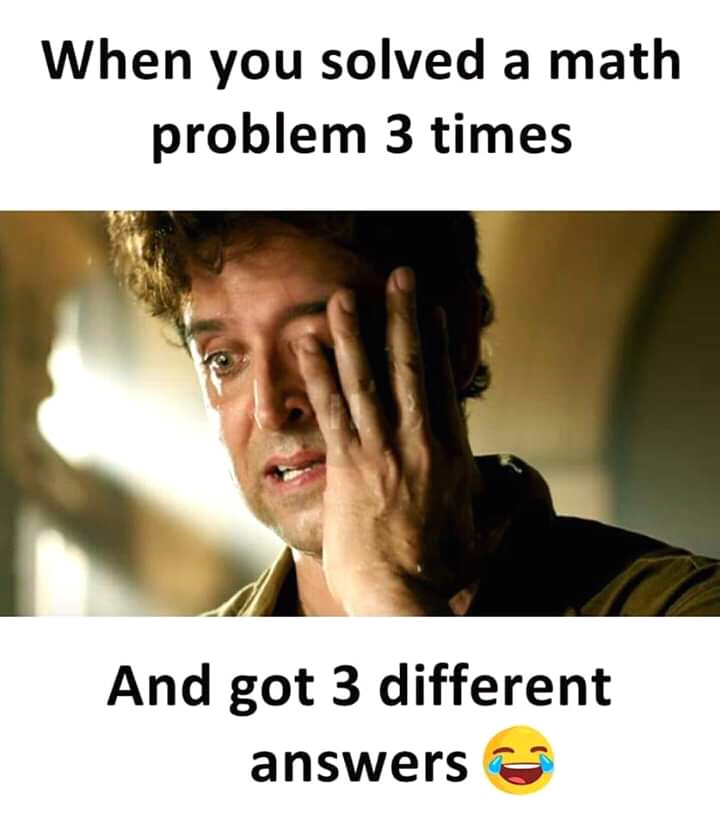 When you solved a math
problem 3 times
And got 3 different
answers 😂